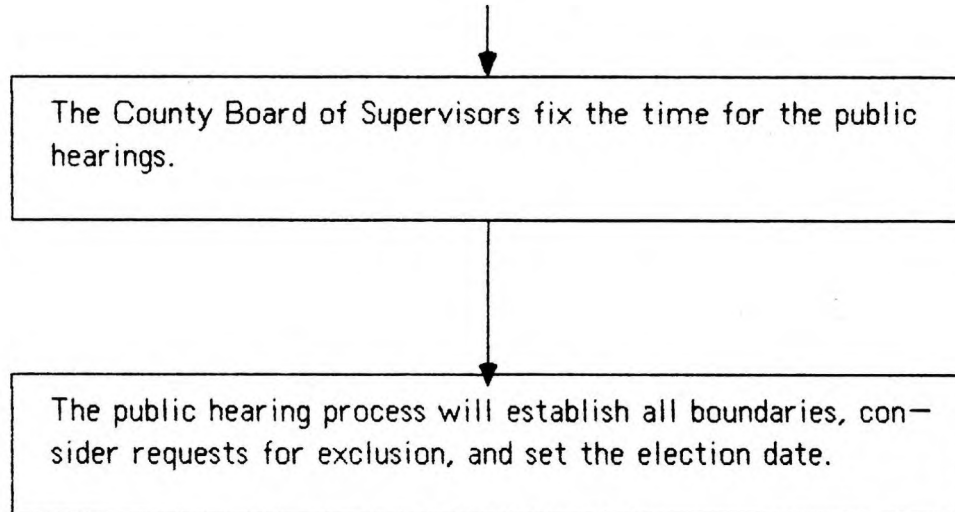 The County Board of Supervisors fix the time for the public
hearings.
The public hearing process will establish all boundaries, con-
sider requests for exclusion, and set the election date.